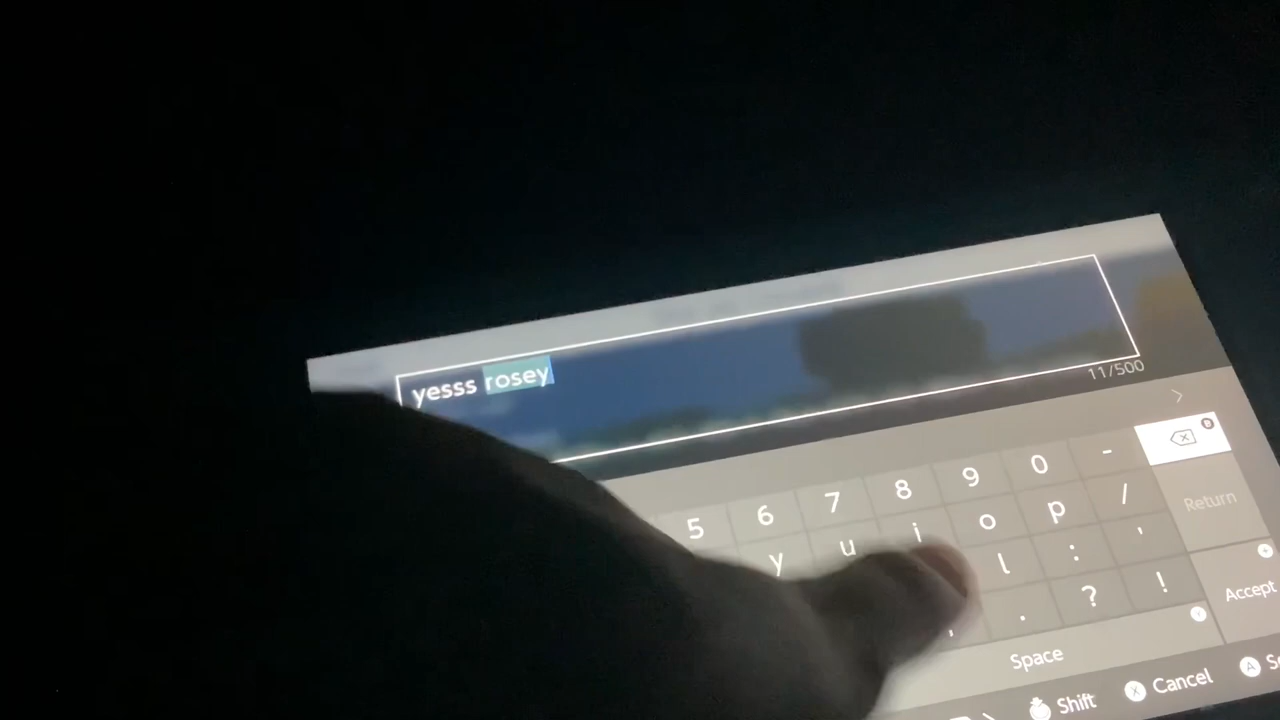 yesss rosey
11/500
5 6 7 8 9 0 -
y u i o p /
Return
l : '
, . ? !
Accept
Space
Shift
Cancel